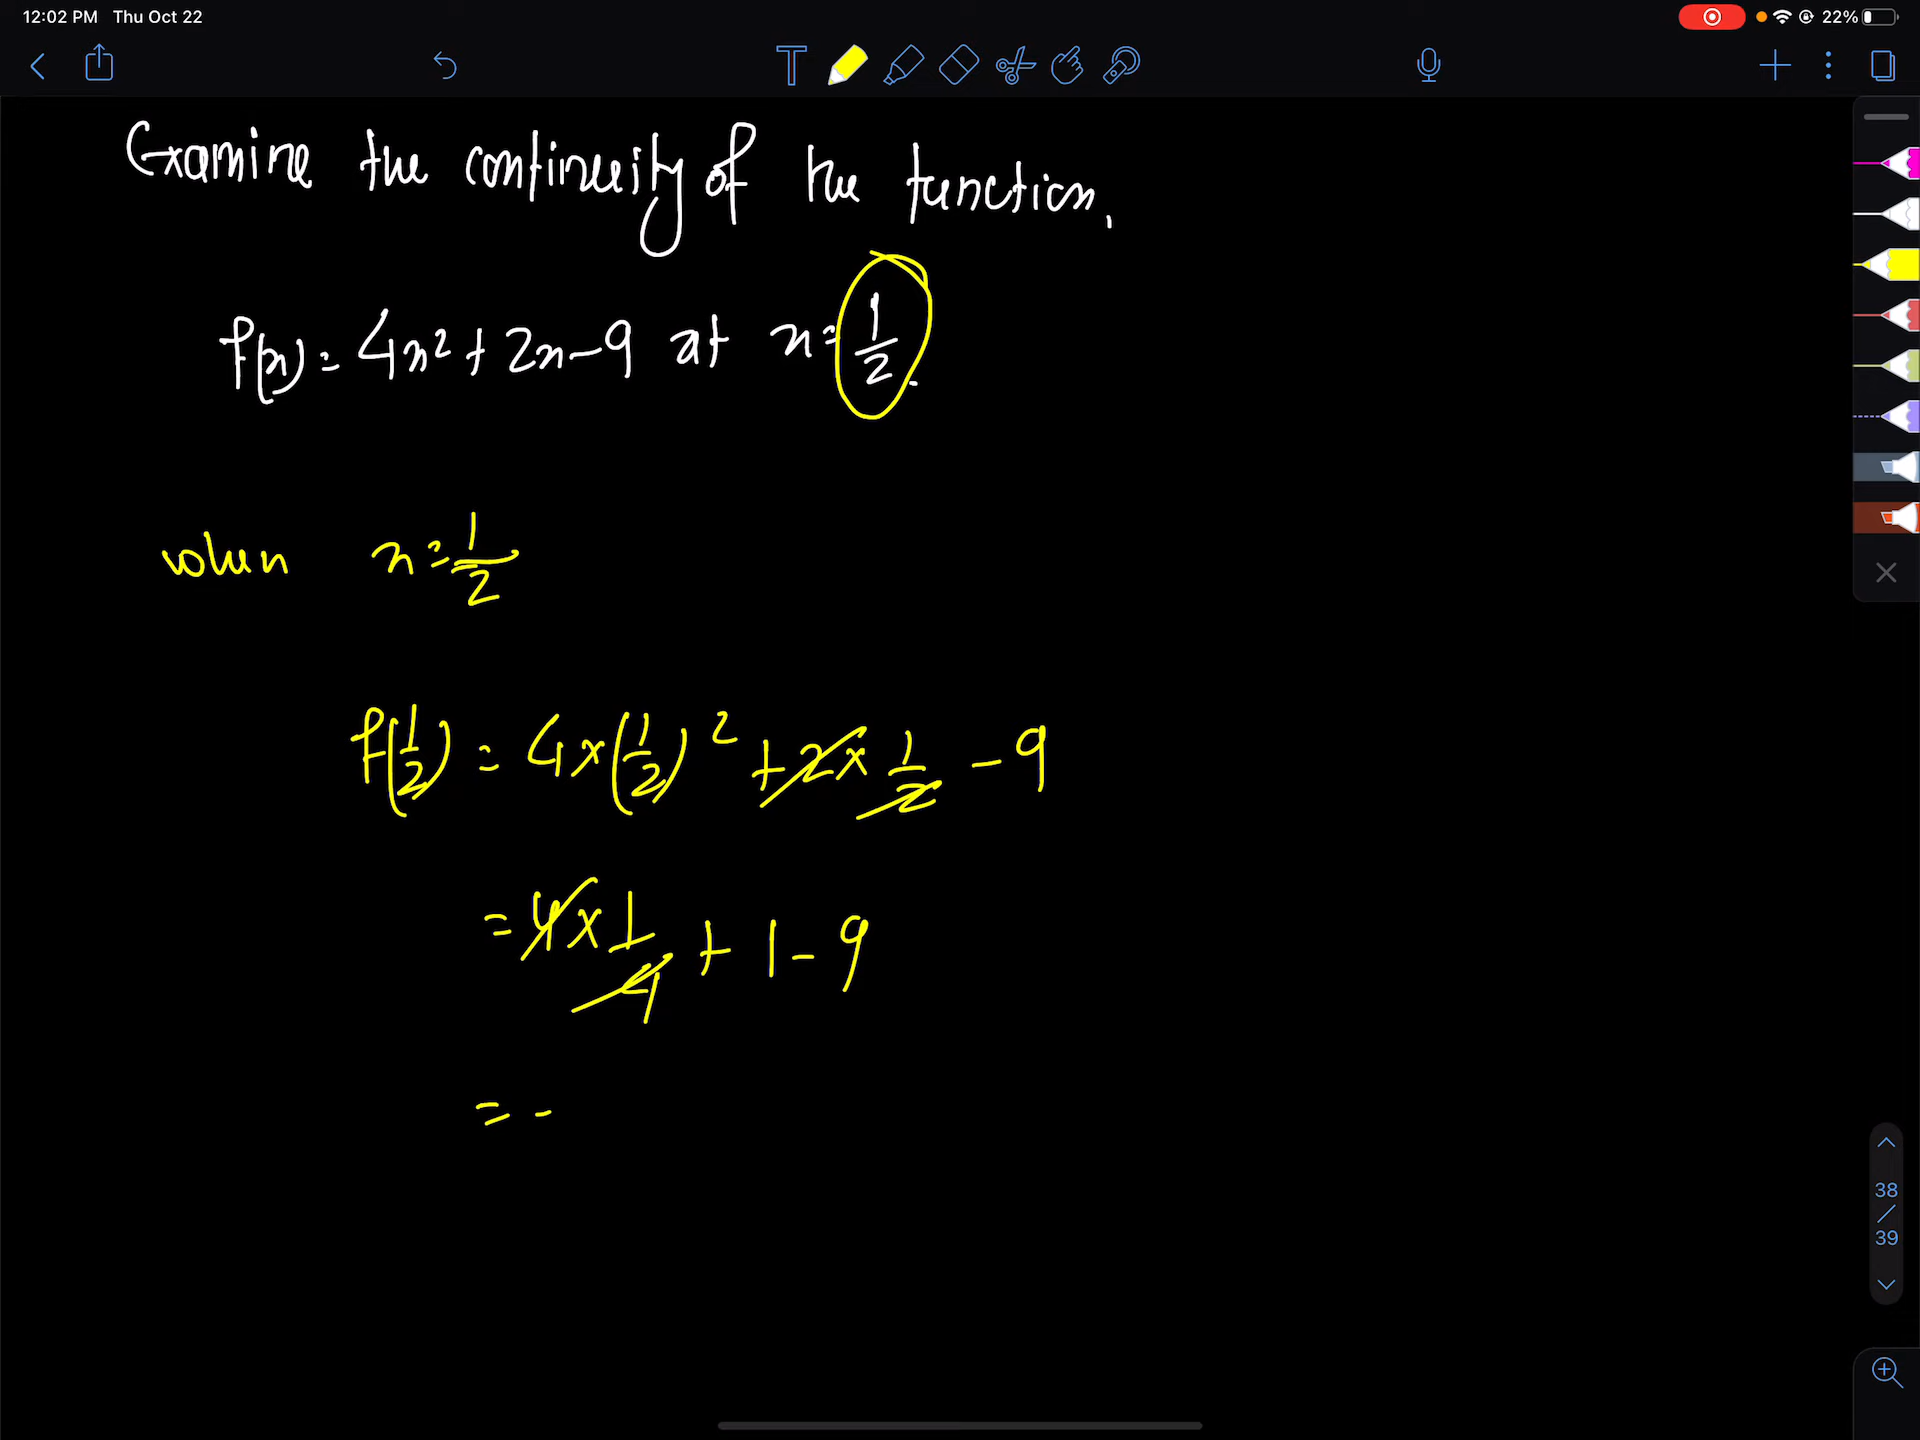 12:02 PM Thu Oct 22 22%
T
Examine the continuity of the function.
f(x) = 4x² + 2x - 9 at x = 1/2.
when x = 1/2
f(1/2) = 4 × (1/2)² + 2 × 1/2 - 9
= 4 × 1/4 + 1 - 9
= -
38
/
39